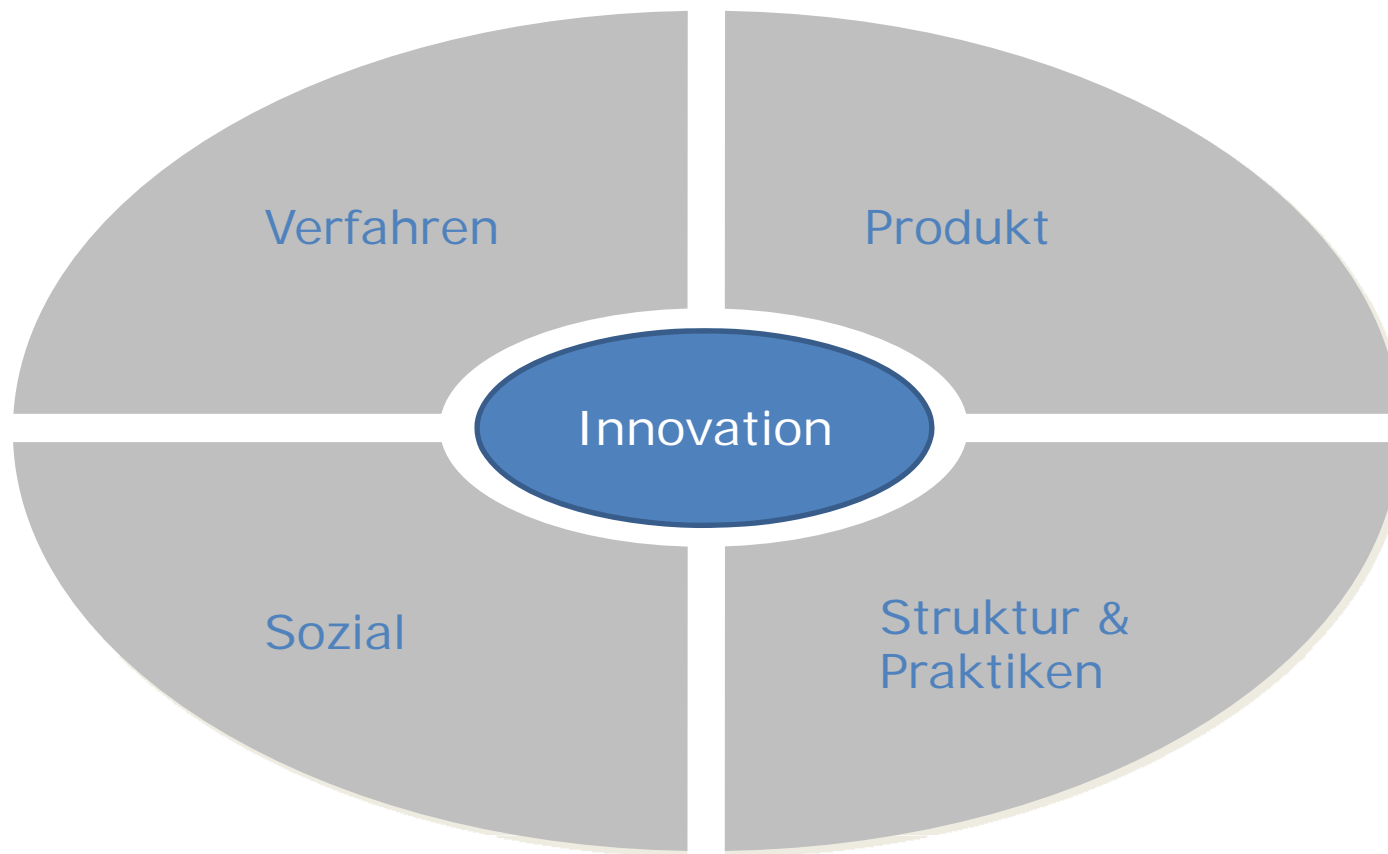 Verfahren
Produkt
Innovation
Sozial
Struktur &
Praktiken